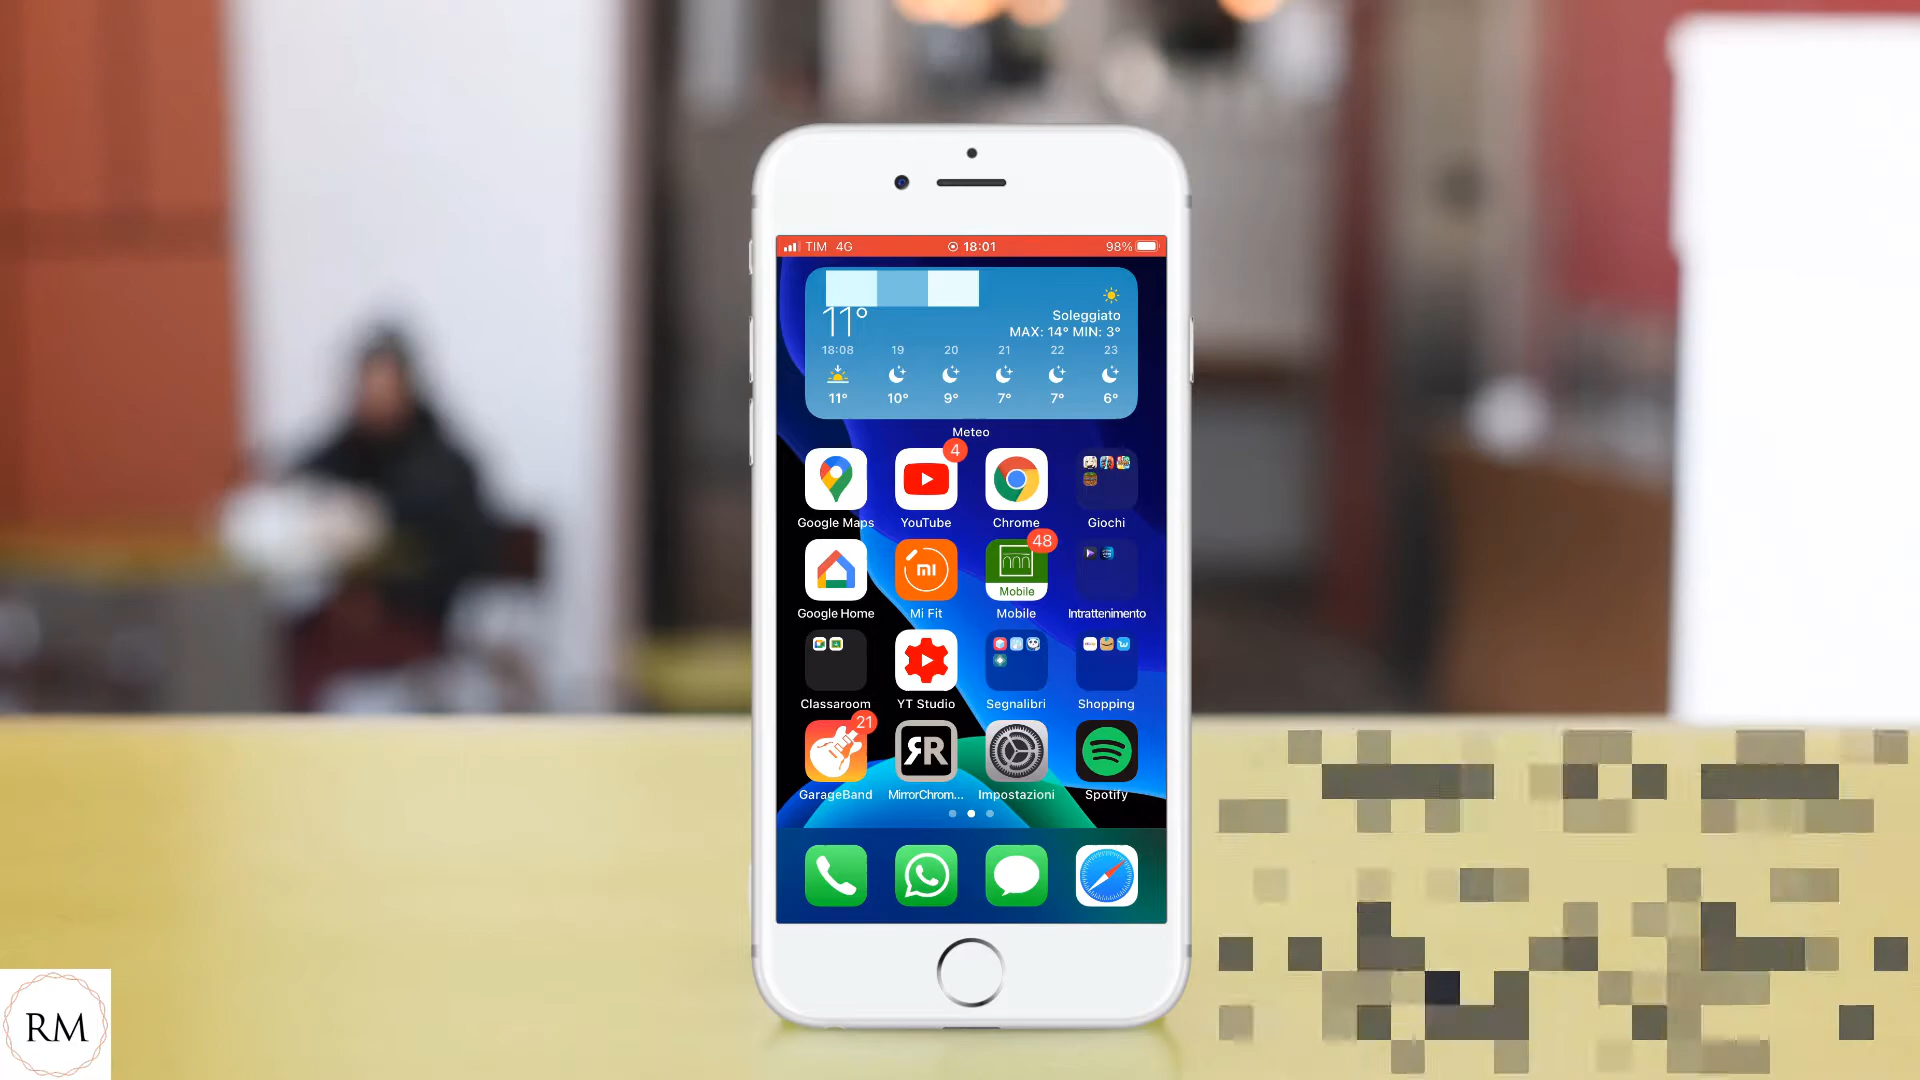 TIM 4G 18:01 98%
11°
Soleggiato
MAX: 14° MIN: 3°
18:08 19 20 21 22 23
11° 10° 9° 7° 7° 6°
Meteo
4
Google Maps YouTube Chrome Giochi
48
mi
Mobile
Google Home Mi Fit Mobile Intrattenimento
Classaroom YT Studio Segnalibri Shopping
21
GarageBand MirrorChrom... Impostazioni Spotify
RM